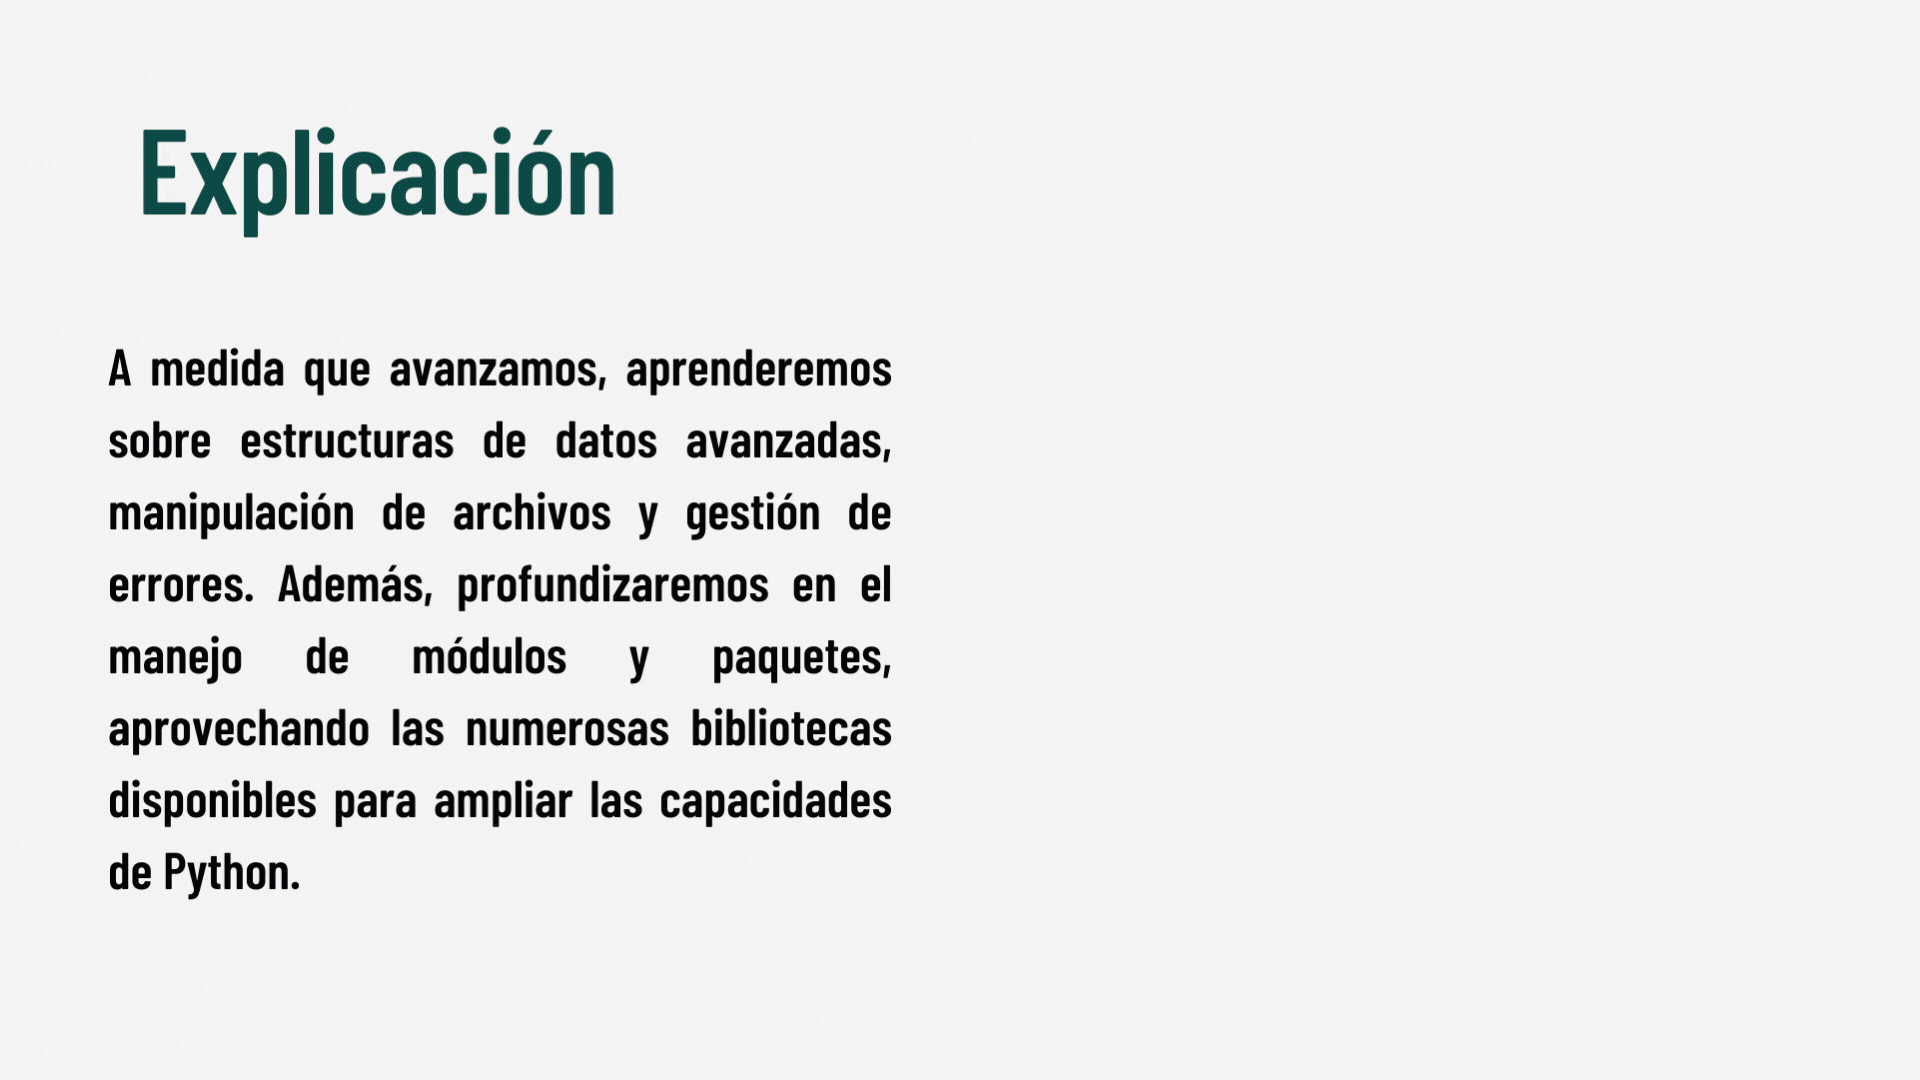 Explicación
A medida que avanzamos, aprenderemos
sobre estructuras de datos avanzadas,
manipulación de archivos y gestión de
errores. Además, profundizaremos en el
manejo de módulos y paquetes,
aprovechando las numerosas bibliotecas
disponibles para ampliar las capacidades
de Python.